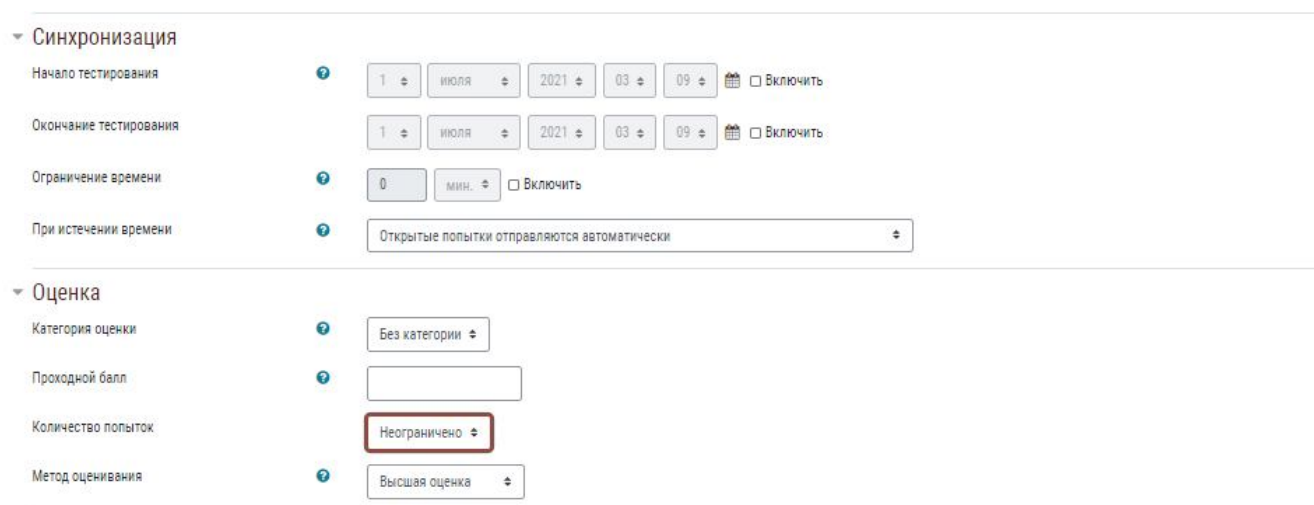 Синхронизация
Начало тестирования 1 июля 2021 03 09 Включить
Окончание тестирования 1 июля 2021 03 09 Включить
Ограничение времени 0 мин. Включить
При истечении времени Открытые попытки отправляются автоматически
Оценка
Категория оценки Без категории
Проходной балл
Количество попыток Неограничено
Метод оценивания Высшая оценка